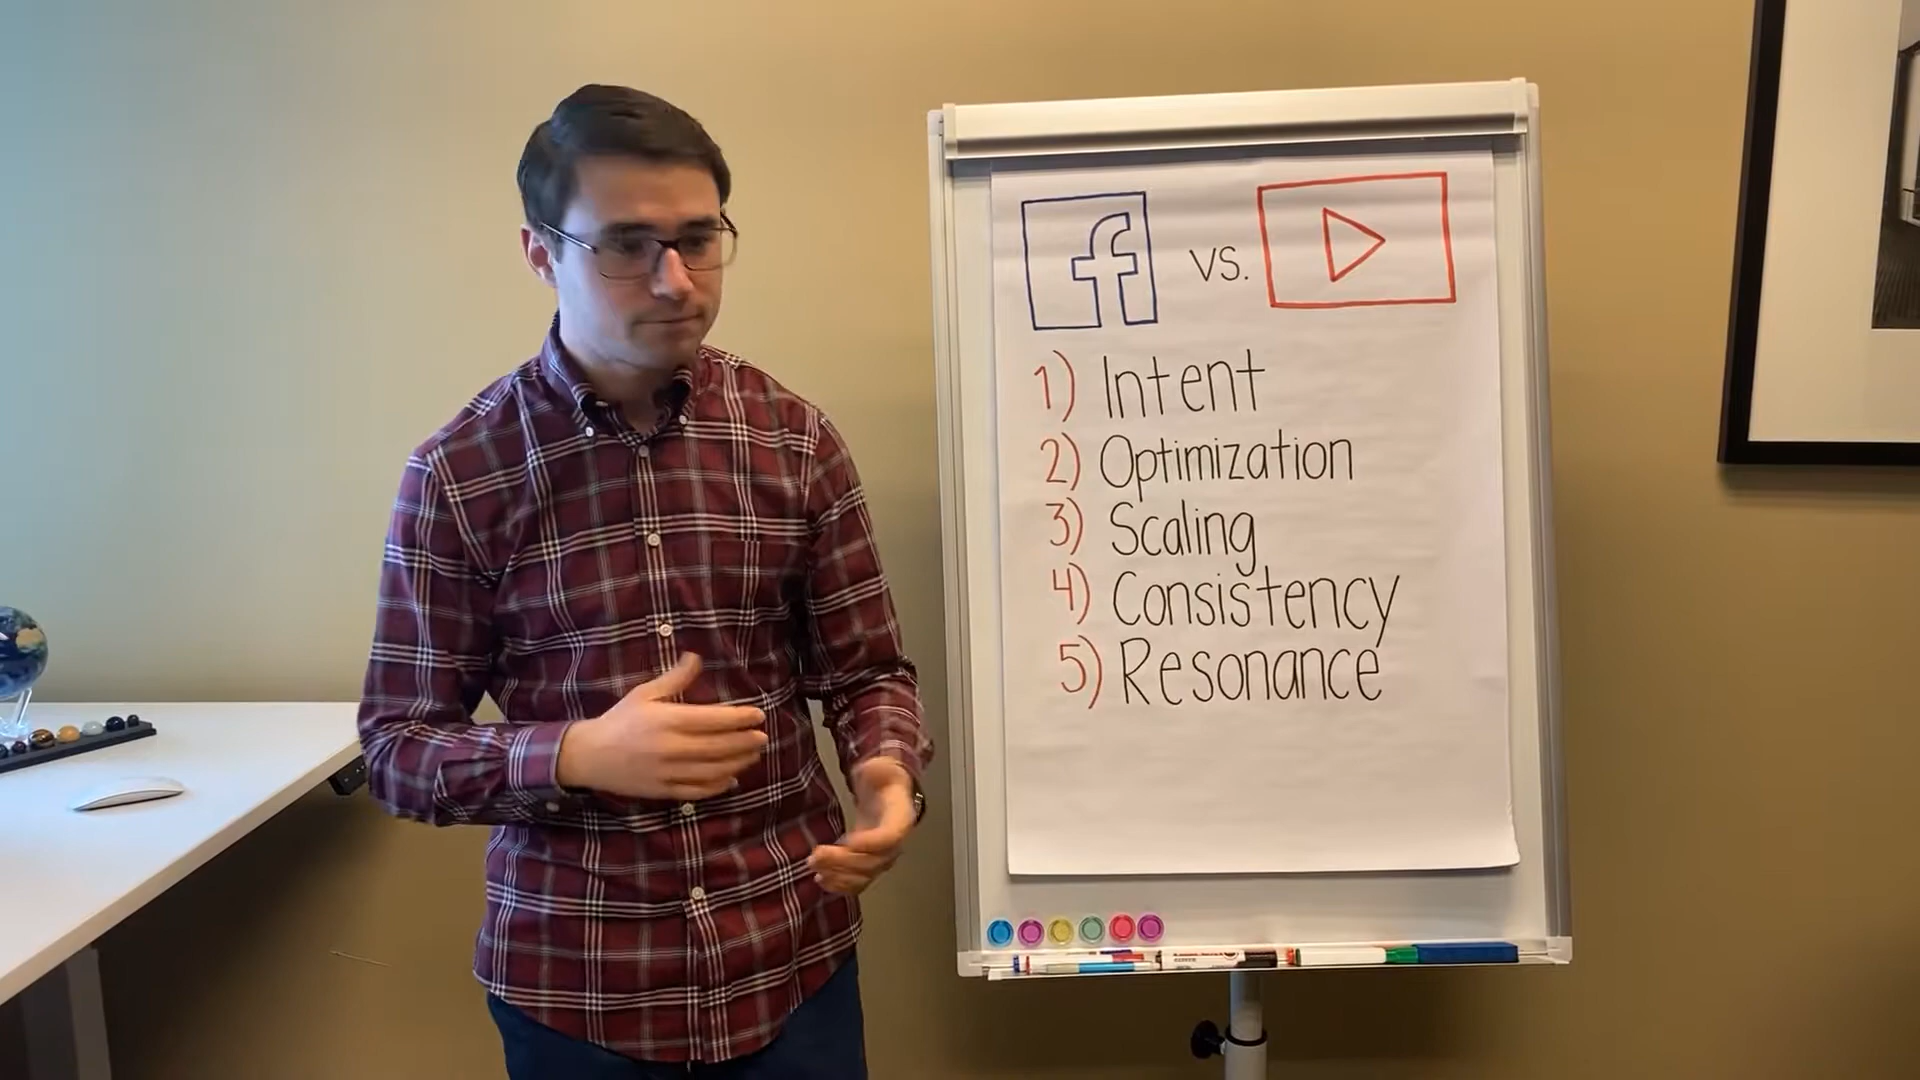 f vs.
1) Intent
2) Optimization
3) Scaling
4) Consistency
5) Resonance